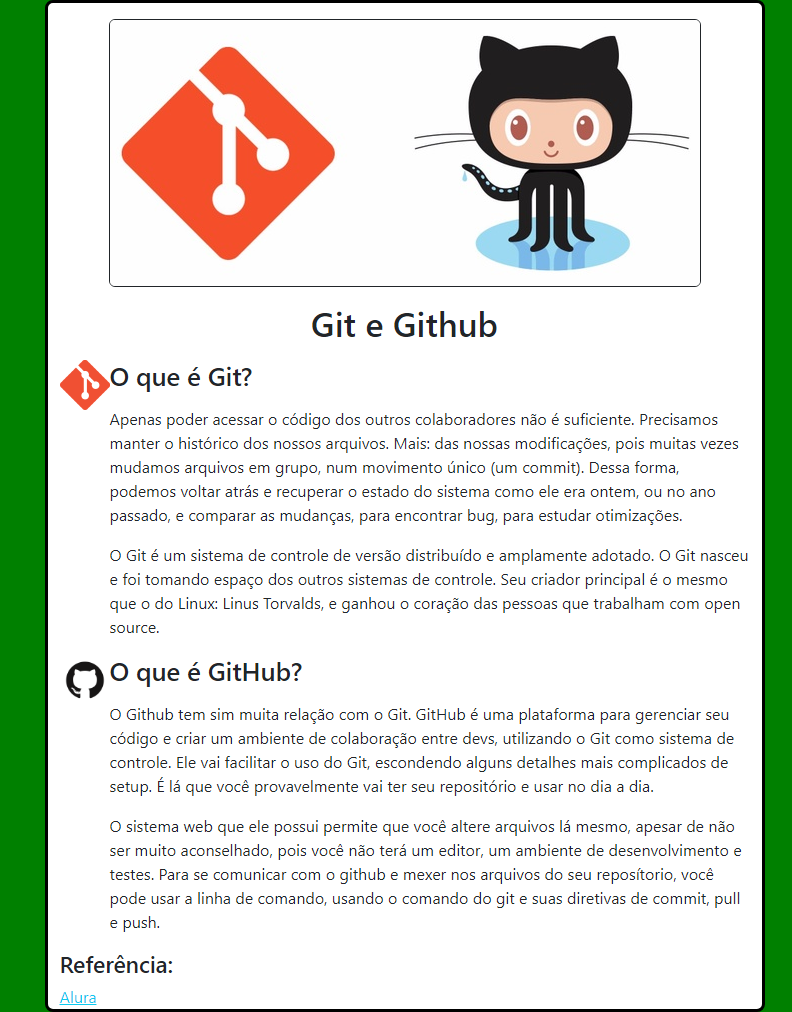 Git e Github
O que é Git?
Apenas poder acessar o código dos outros colaboradores não é suficiente. Precisamos
manter o histórico dos nossos arquivos. Mais: das nossas modificações, pois muitas vezes
mudamos arquivos em grupo, num movimento único (um commit). Dessa forma,
podemos voltar atrás e recuperar o estado do sistema como ele era ontem, ou no ano
passado, e comparar as mudanças, para encontrar bug, para estudar otimizações.
O Git é um sistema de controle de versão distribuído e amplamente adotado. O Git nasceu
e foi tomando espaço dos outros sistemas de controle. Seu criador principal é o mesmo
que o do Linux: Linus Torvalds, e ganhou o coração das pessoas que trabalham com open
source.
O que é GitHub?
O Github tem sim muita relação com o Git. GitHub é uma plataforma para gerenciar seu
código e criar um ambiente de colaboração entre devs, utilizando o Git como sistema de
controle. Ele vai facilitar o uso do Git, escondendo alguns detalhes mais complicados de
setup. É lá que você provavelmente vai ter seu repositório e usar no dia a dia.
O sistema web que ele possui permite que você altere arquivos lá mesmo, apesar de não
ser muito aconselhado, pois você não terá um editor, um ambiente de desenvolvimento e
testes. Para se comunicar com o github e mexer nos arquivos do seu reposítorio, você
pode usar a linha de comando, usando o comando do git e suas diretivas de commit, pull
e push.
Referência:
Alura